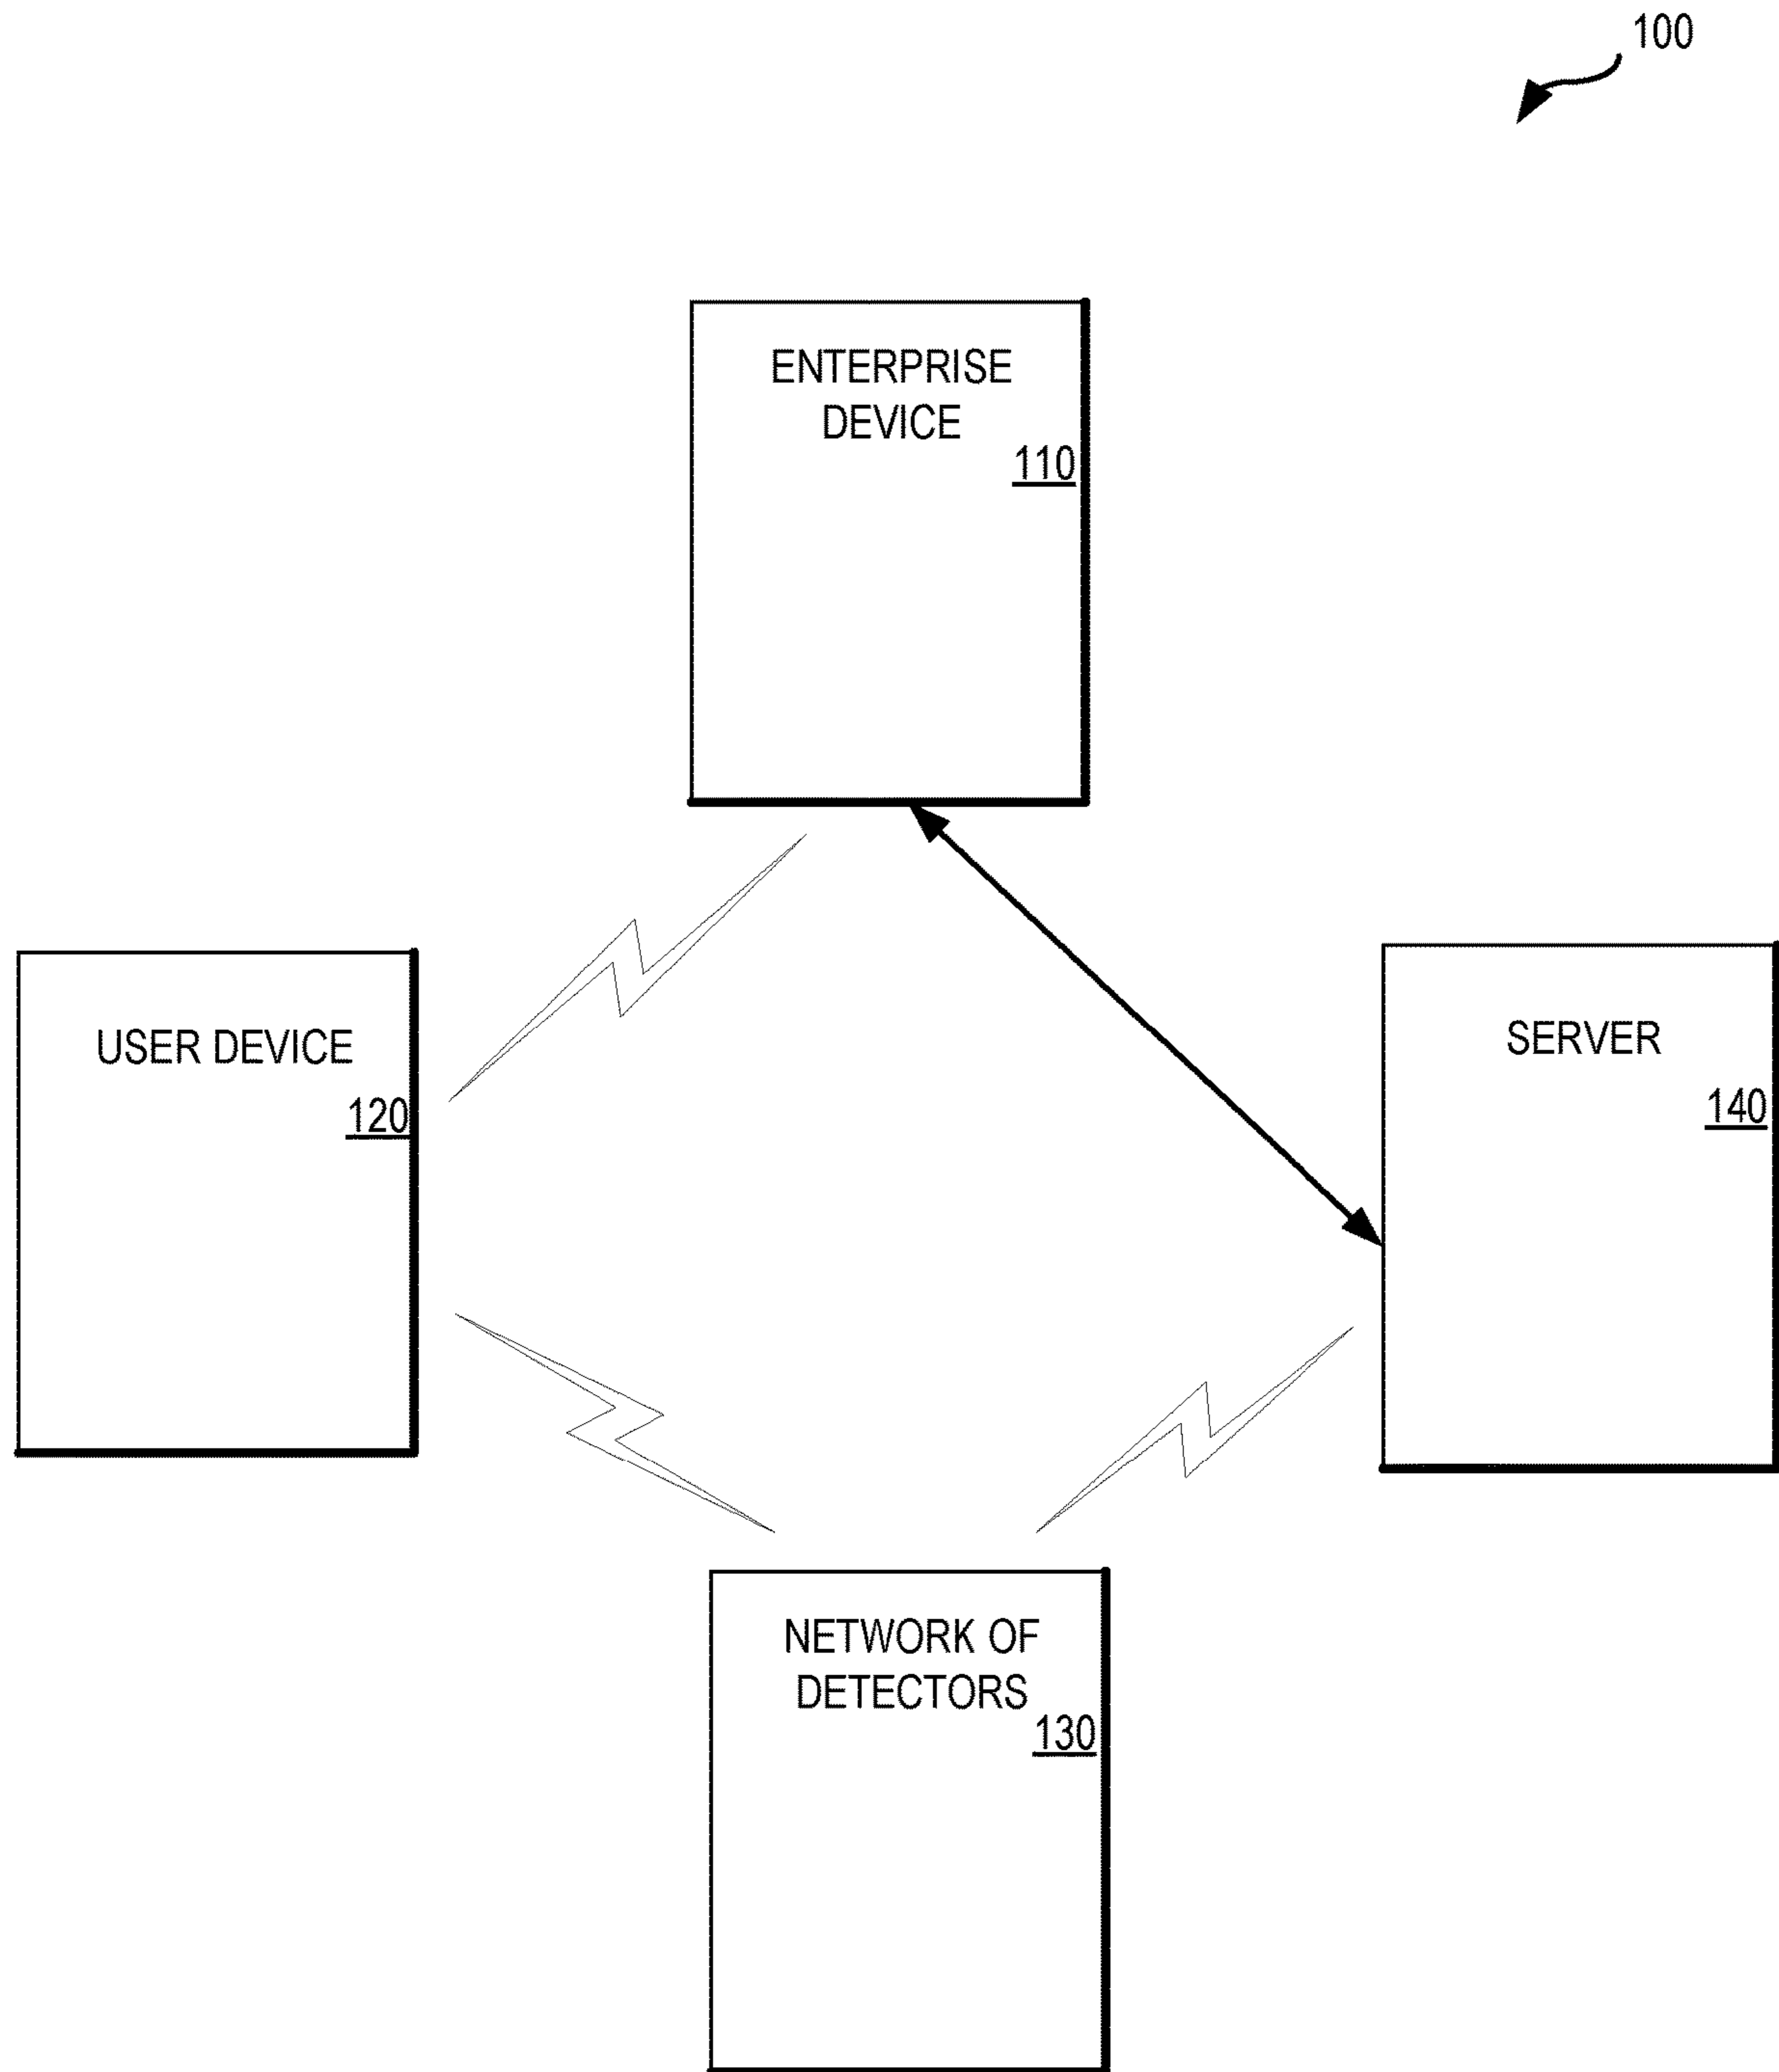 100
ENTERPRISE
DEVICE
110
USER DEVICE
120
SERVER
140
NETWORK OF
DETECTORS
130